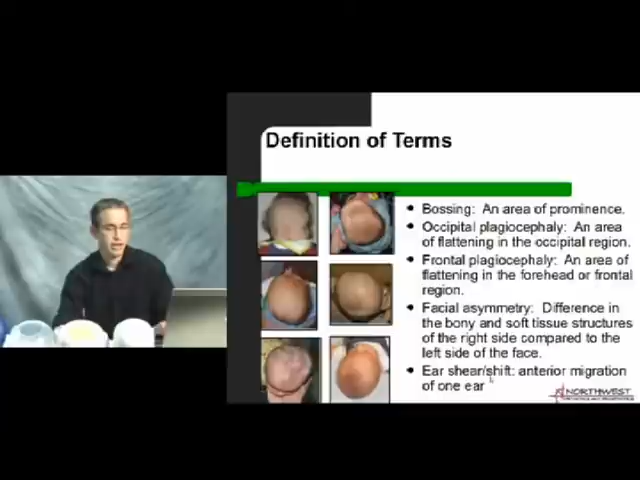 Definition of Terms
Bossing: An area of prominence.
Occipital plagiocephaly: An area
of flattening in the occipital region.
Frontal plagiocephaly: An area of
flattening in the forehead or frontal
region.
Facial asymmetry: Difference in
the bony and soft tissue structures
of the right side compared to the
left side of the face.
Ear shear/shift: anterior migration
of one ear
NORTHWEST